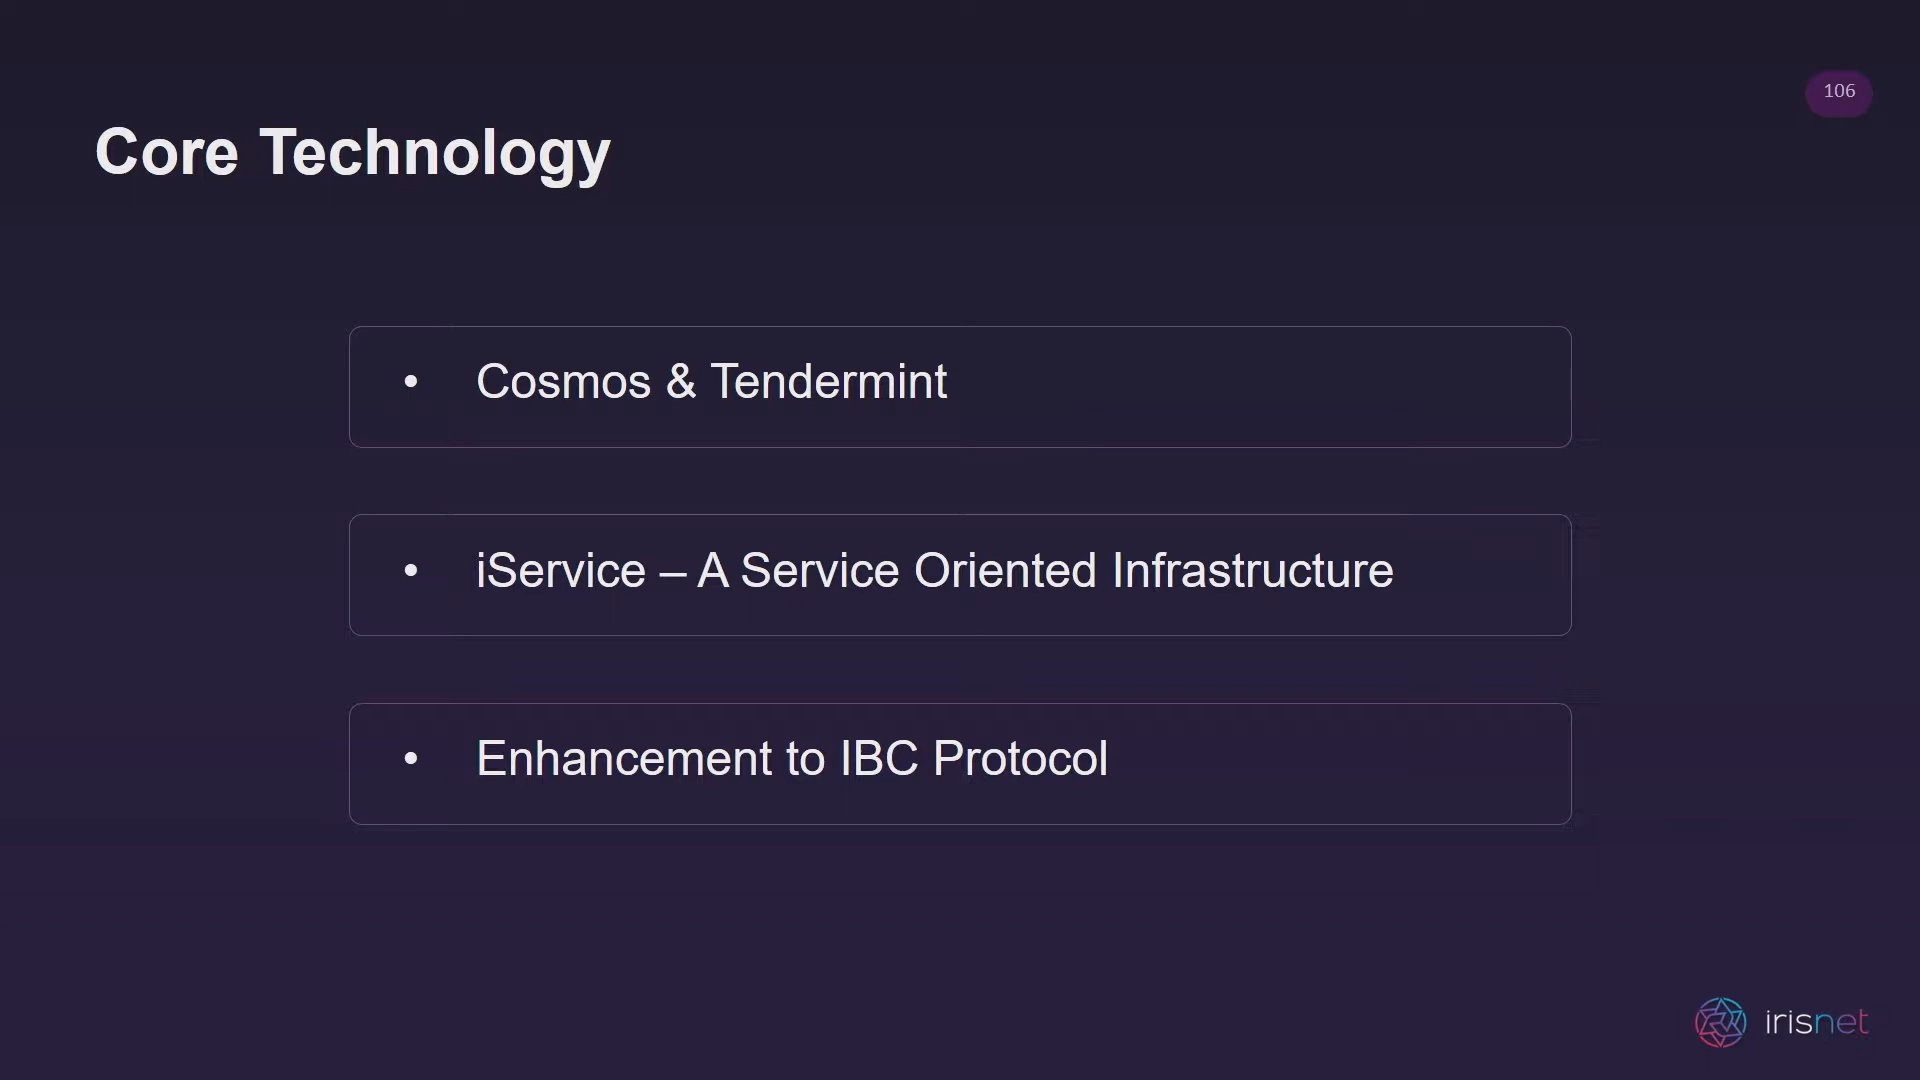 106
Core Technology
• Cosmos & Tendermint
• iService – A Service Oriented Infrastructure
• Enhancement to IBC Protocol
irisnet